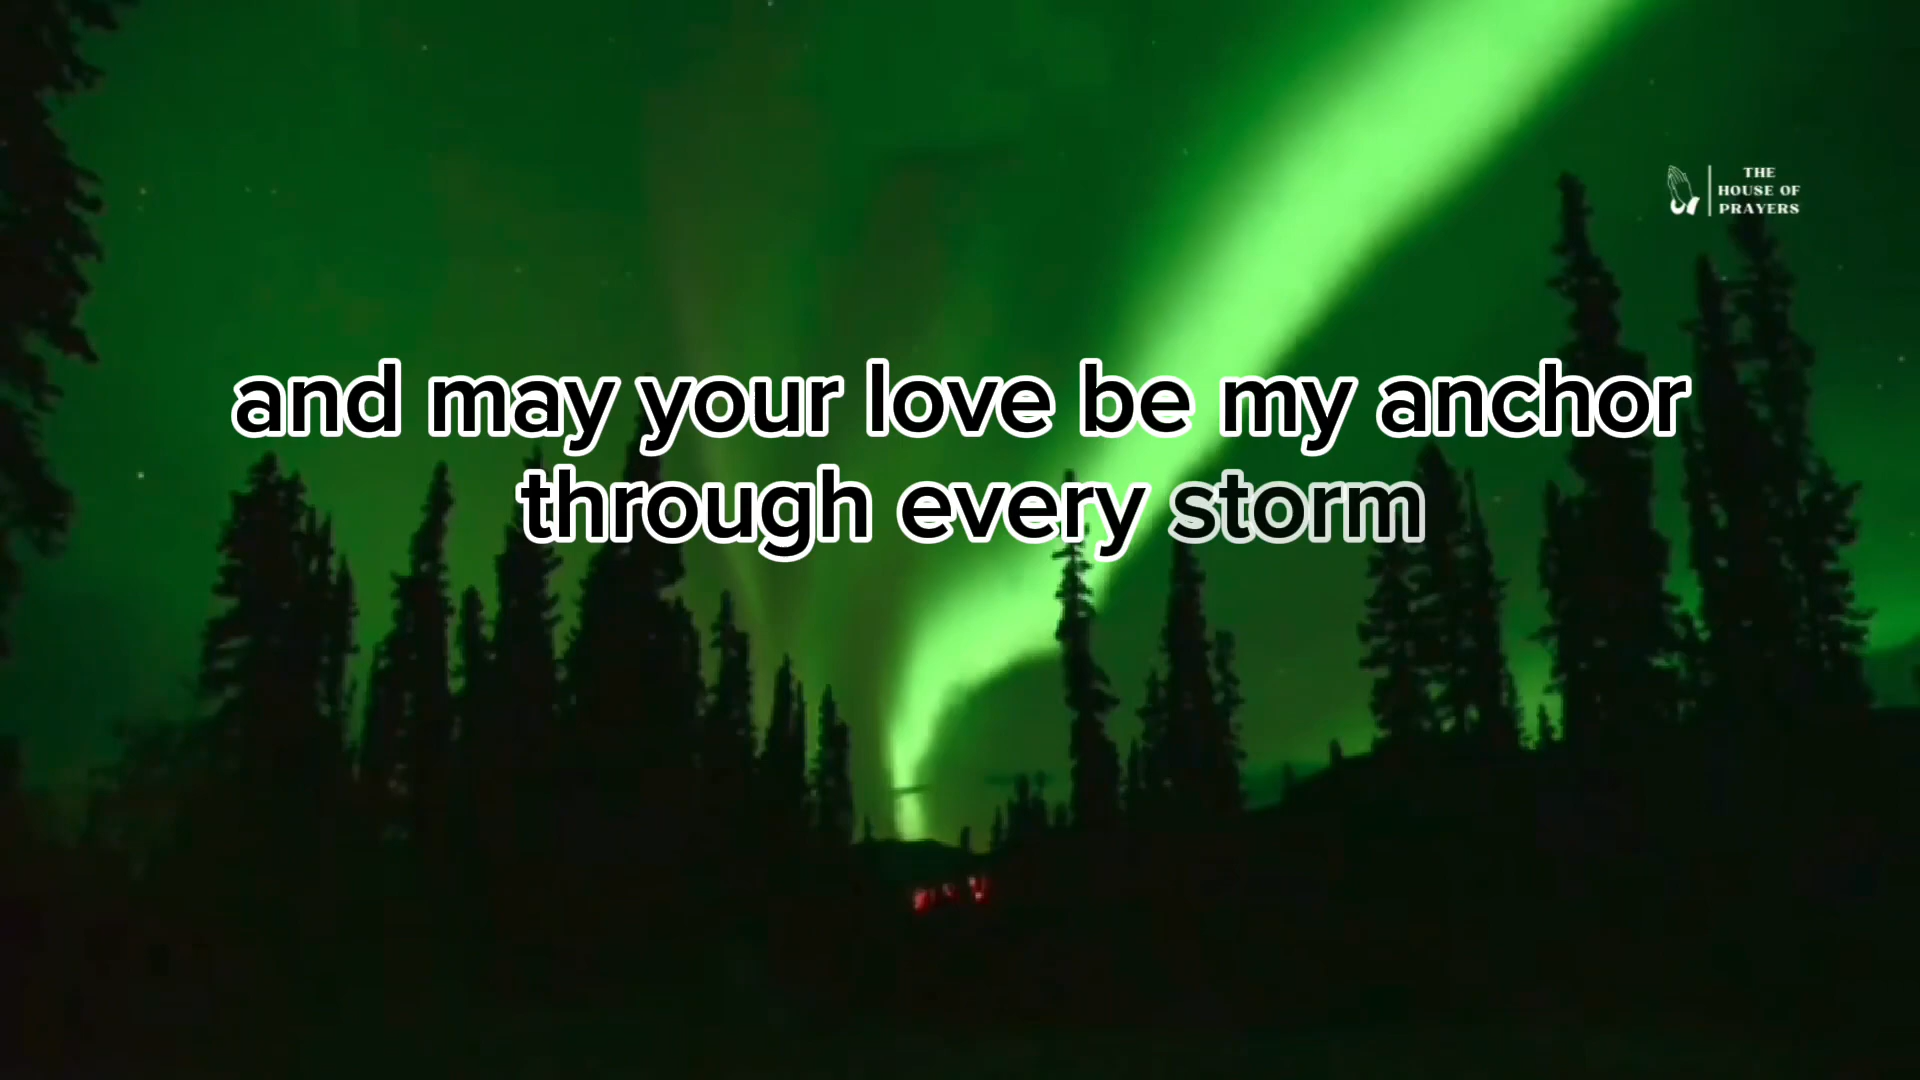 THE
HOUSE OF
PRAYERS
and may your love be my anchor
through every storm